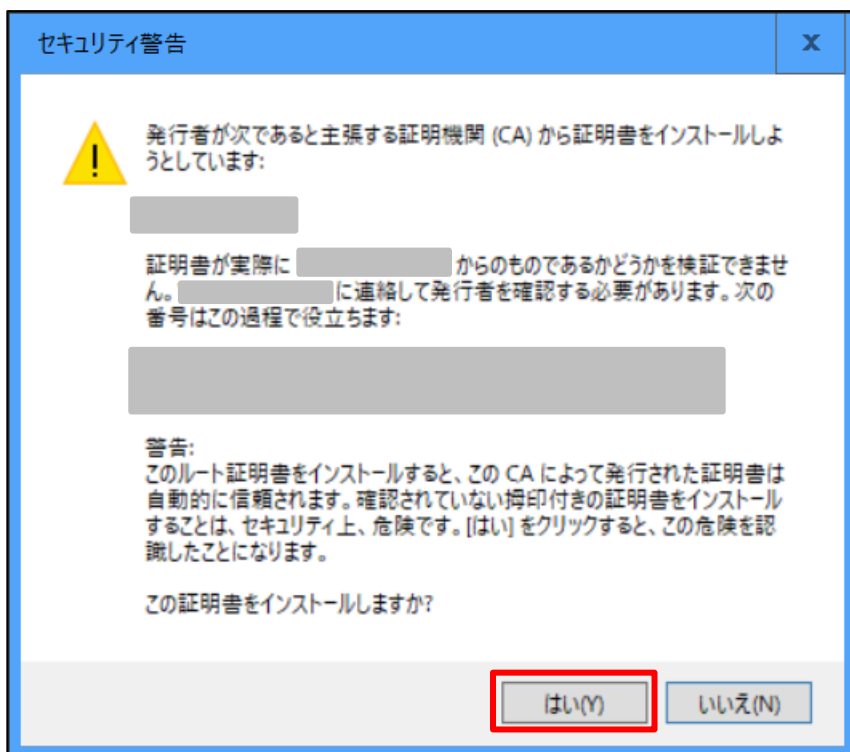 セキュリティ警告
x
発行者が次であると主張する証明機関 (CA) から証明書をインストールしよ
うとしています:
証明書が実際に からのものであるかどうかを検証できませ
ん。 に連絡して発行者を確認する必要があります。次の
番号はこの過程で役立ちます:
警告:
このルート証明書をインストールすると、この CA によって発行された証明書は
自動的に信頼されます。確認されていない拇印付きの証明書をインストール
することは、セキュリティ上、危険です。[はい] をクリックすると、この危険を認
識したことになります。
この証明書をインストールしますか?
はい(Y)
いいえ(N)